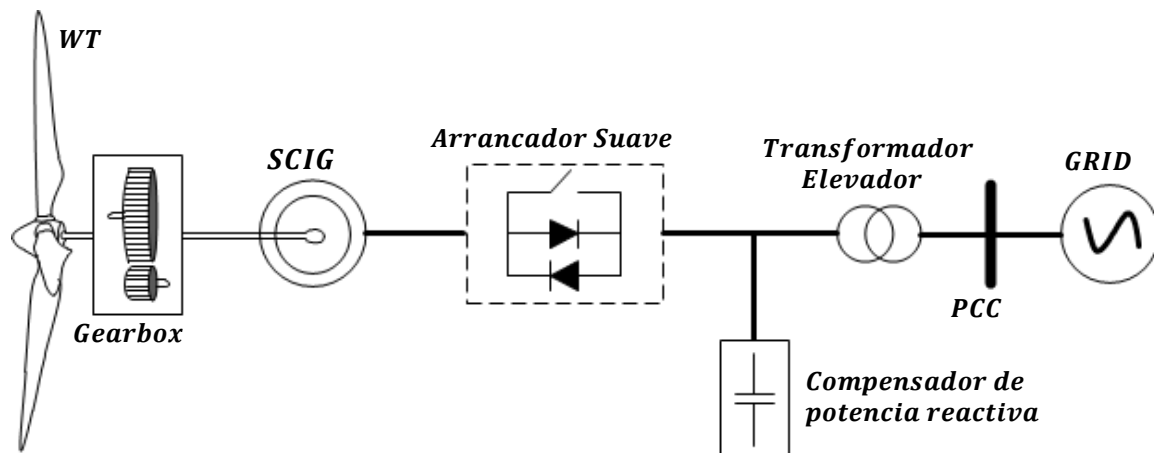 WT
Gearbox
SCIG
Arrancador Suave
Transformador
Elevador
GRID
PCC
Compensador de
potencia reactiva